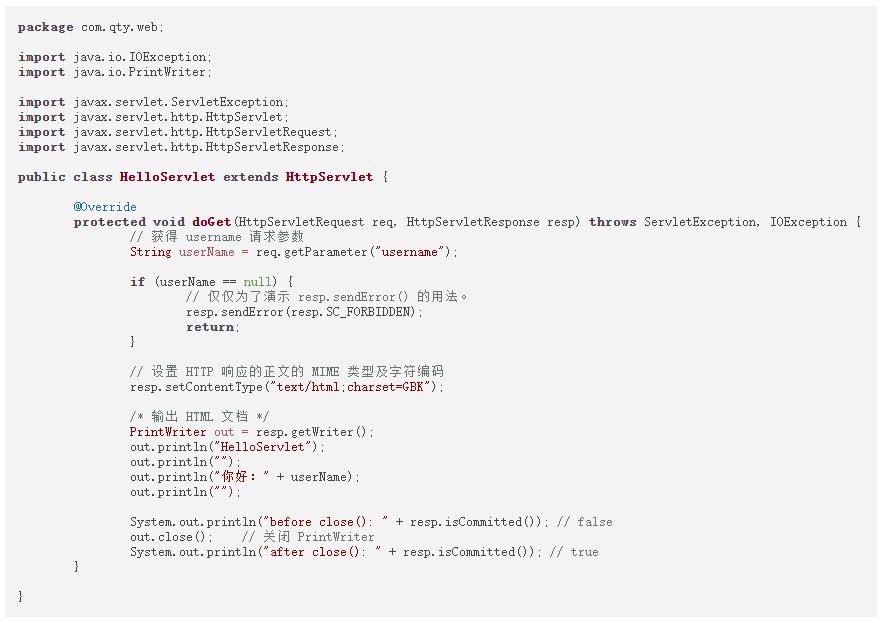 package com.qty.web;
import java.io.IOException;
import java.io.PrintWriter;
import javax.servlet.ServletException;
import javax.servlet.http.HttpServlet;
import javax.servlet.http.HttpServletRequest;
import javax.servlet.http.HttpServletResponse;
public class HelloServlet extends HttpServlet {
@Override
protected void doGet(HttpServletRequest req, HttpServletResponse resp) throws ServletException, IOException {
// 获得 username 请求参数
String userName = req.getParameter("username");
if (userName == null) {
// 仅仅为了演示 resp.sendError() 的用法。
resp.sendError(resp.SC_FORBIDDEN);
return;
}
// 设置 HTTP 响应的正文的 MIME 类型及字符编码
resp.setContentType("text/html;charset=GBK");
/* 输出 HTML 文档 */
PrintWriter out = resp.getWriter();
out.println("HelloServlet");
out.println("");
out.println("你好：" + userName);
out.println("");
System.out.println("before close(): " + resp.isCommitted()); // false
out.close(); // 关闭 PrintWriter
System.out.println("after close(): " + resp.isCommitted()); // true
}
}